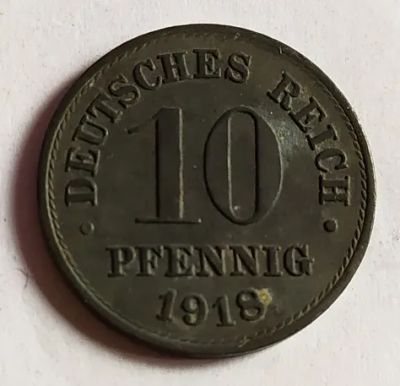 · DEUTSCHES REICH ·
10
PFENNIG
1918